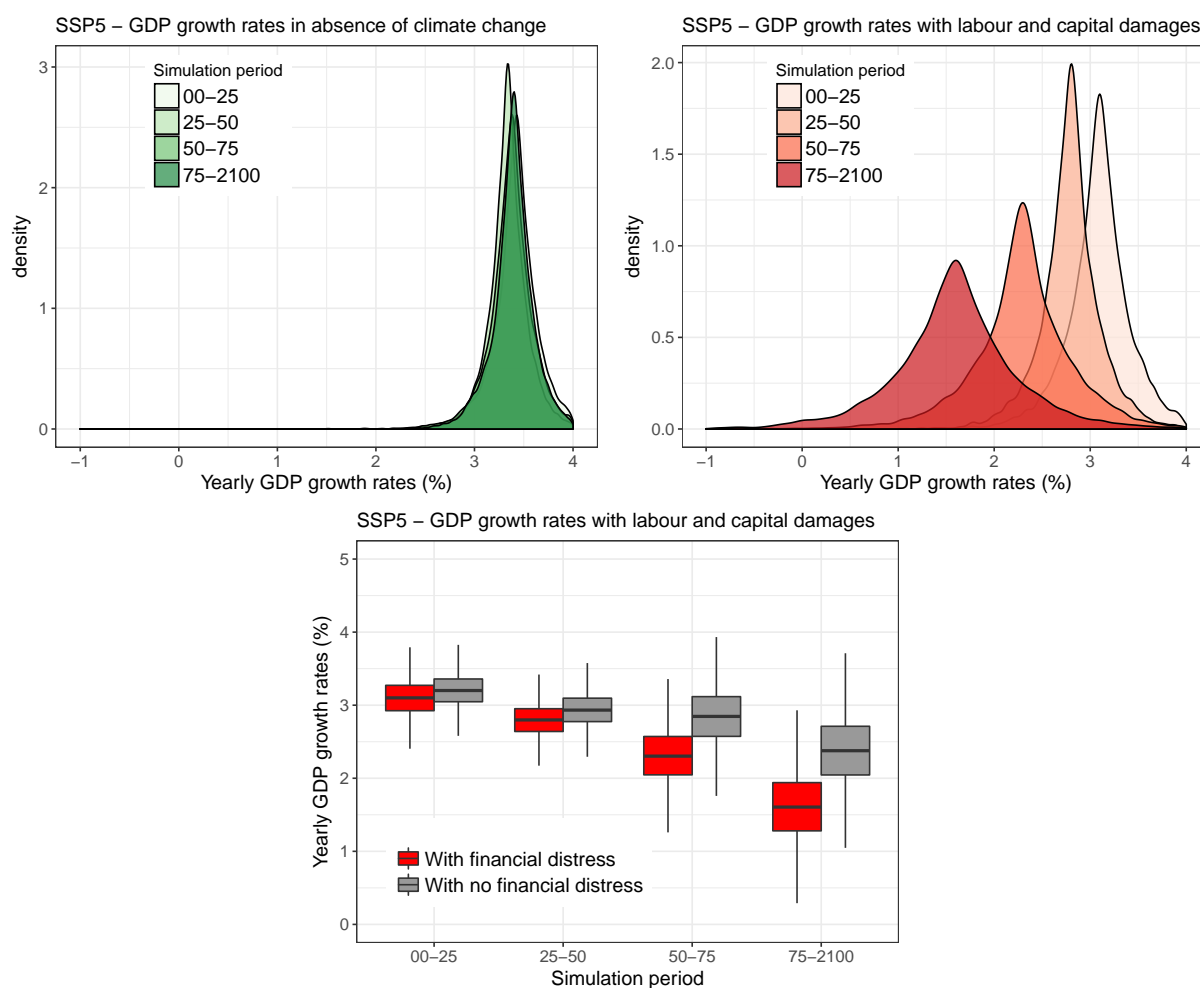 SSP5 – GDP growth rates in absence of climate change
Simulation period
00–25
25–50
50–75
75–2100
density
3
2
1
0
−1 0 1 2 3 4
Yearly GDP growth rates (%)
SSP5 – GDP growth rates with labour and capital damages
Simulation period
00–25
25–50
50–75
75–2100
density
2.0
1.5
1.0
0.5
0.0
−1 0 1 2 3 4
Yearly GDP growth rates (%)
SSP5 – GDP growth rates with labour and capital damages
Yearly GDP growth rates (%)
5
4
3
2
1
0
With financial distress
With no financial distress
00–25 25–50 50–75 75–2100
Simulation period